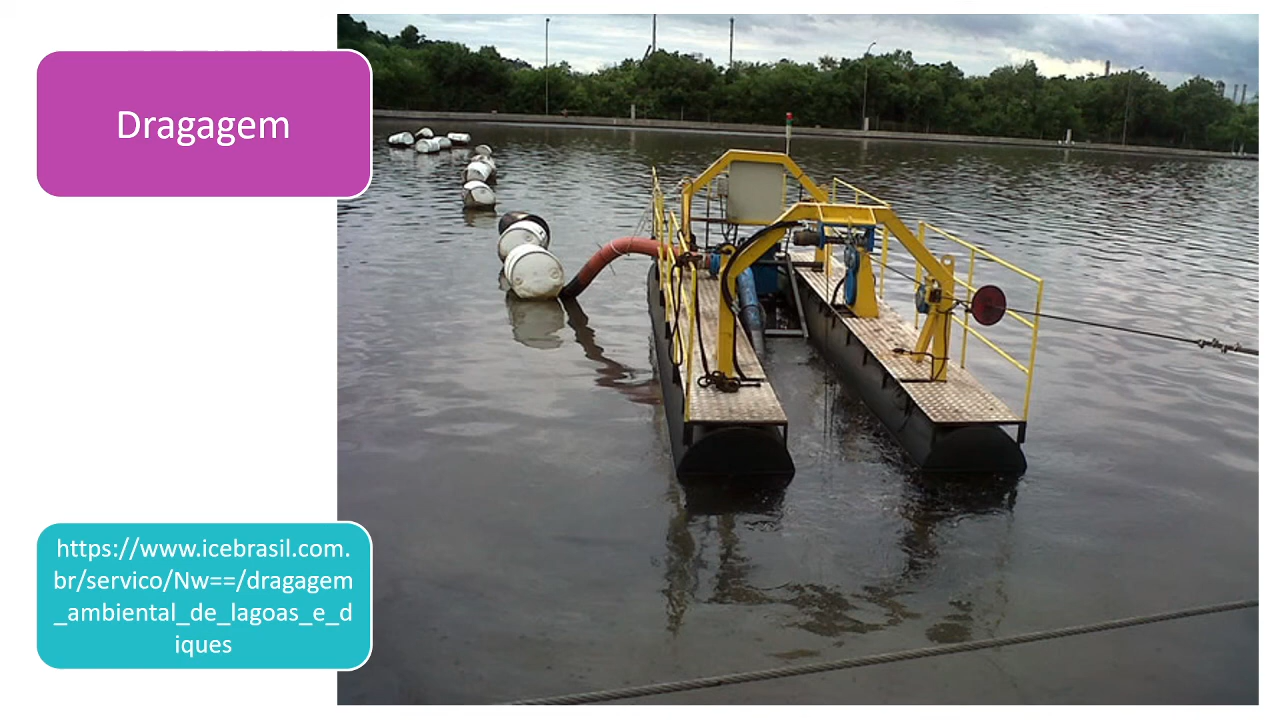 Dragagem
https://www.icebrasil.com.
br/servico/Nw==/dragagem
_ambiental_de_lagoas_e_d
iques